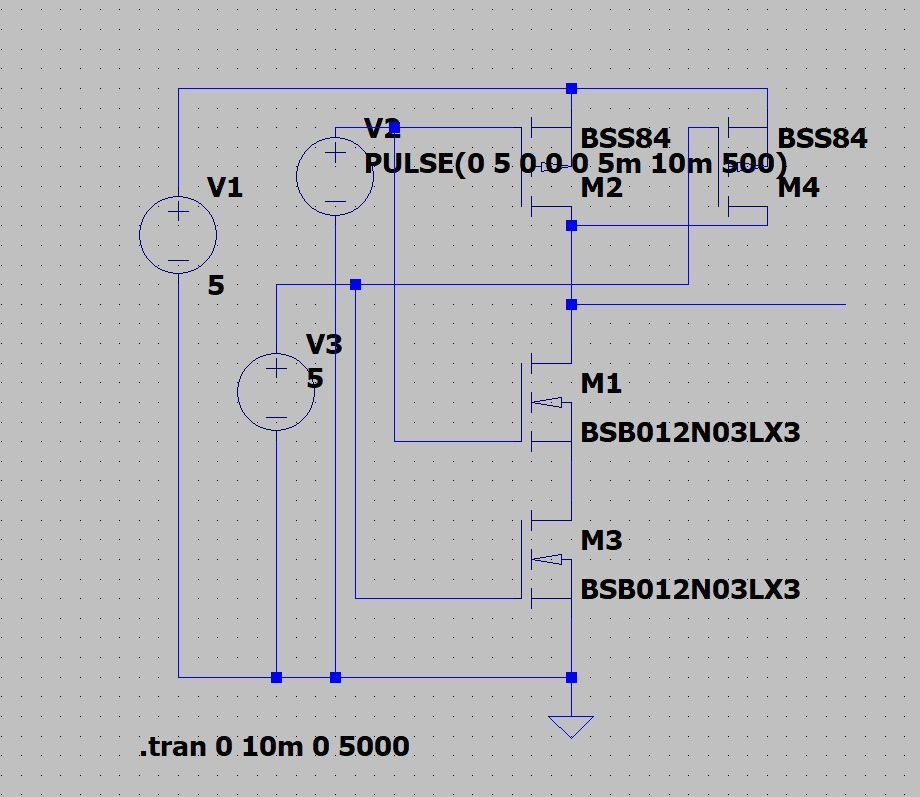 V2
BSS84
BSS84
PULSE(0 5 0 0 0 5m 10m 500)
V1
M2
M4
5
V3
5
M1
BSB012N03LX3
M3
BSB012N03LX3
.tran 0 10m 0 5000